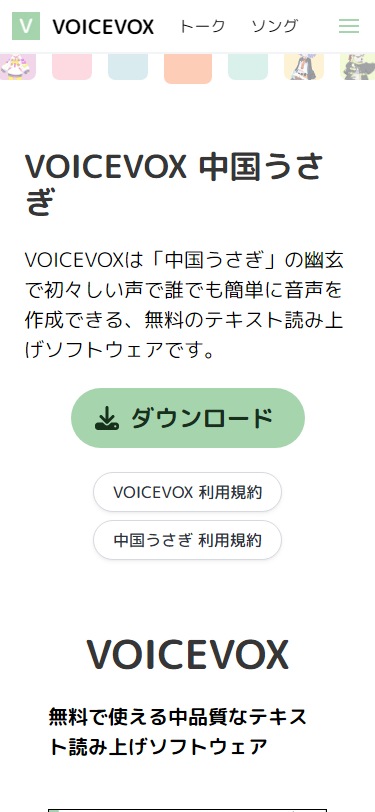 V VOICEVOX トーク ソング
VOICEVOX 中国うさ
ぎ
VOICEVOXは「中国うさぎ」の幽玄
で初々しい声で誰でも簡単に音声を
作成できる、無料のテキスト読み上
げソフトウェアです。
ダウンロード
VOICEVOX 利用規約
中国うさぎ 利用規約
VOICEVOX
無料で使える中品質なテキス
ト読み上げソフトウェア